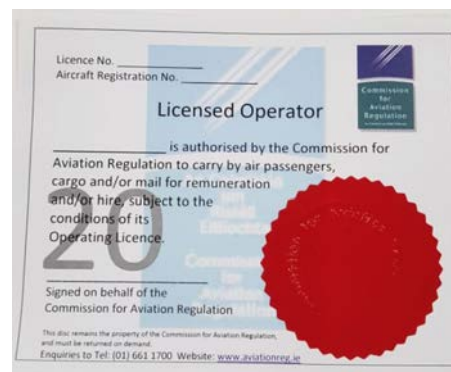 Licence No. ______________
Aircraft Registration No. ____________
Commission
for
Aviation
Regulation
Licensed Operator
________________ is authorised by the Commission for
Aviation Regulation to carry by air passengers,
cargo and/or mail for remuneration
and/or hire, subject to the
conditions of its
Operating Licence.
20
Signed on behalf of the
Commission for Aviation Regulation
This disc remains the property of the Commission for Aviation Regulation,
and must be returned on demand.
Enquiries to Tel: (01) 661 1700 Website: www.aviationreg.ie